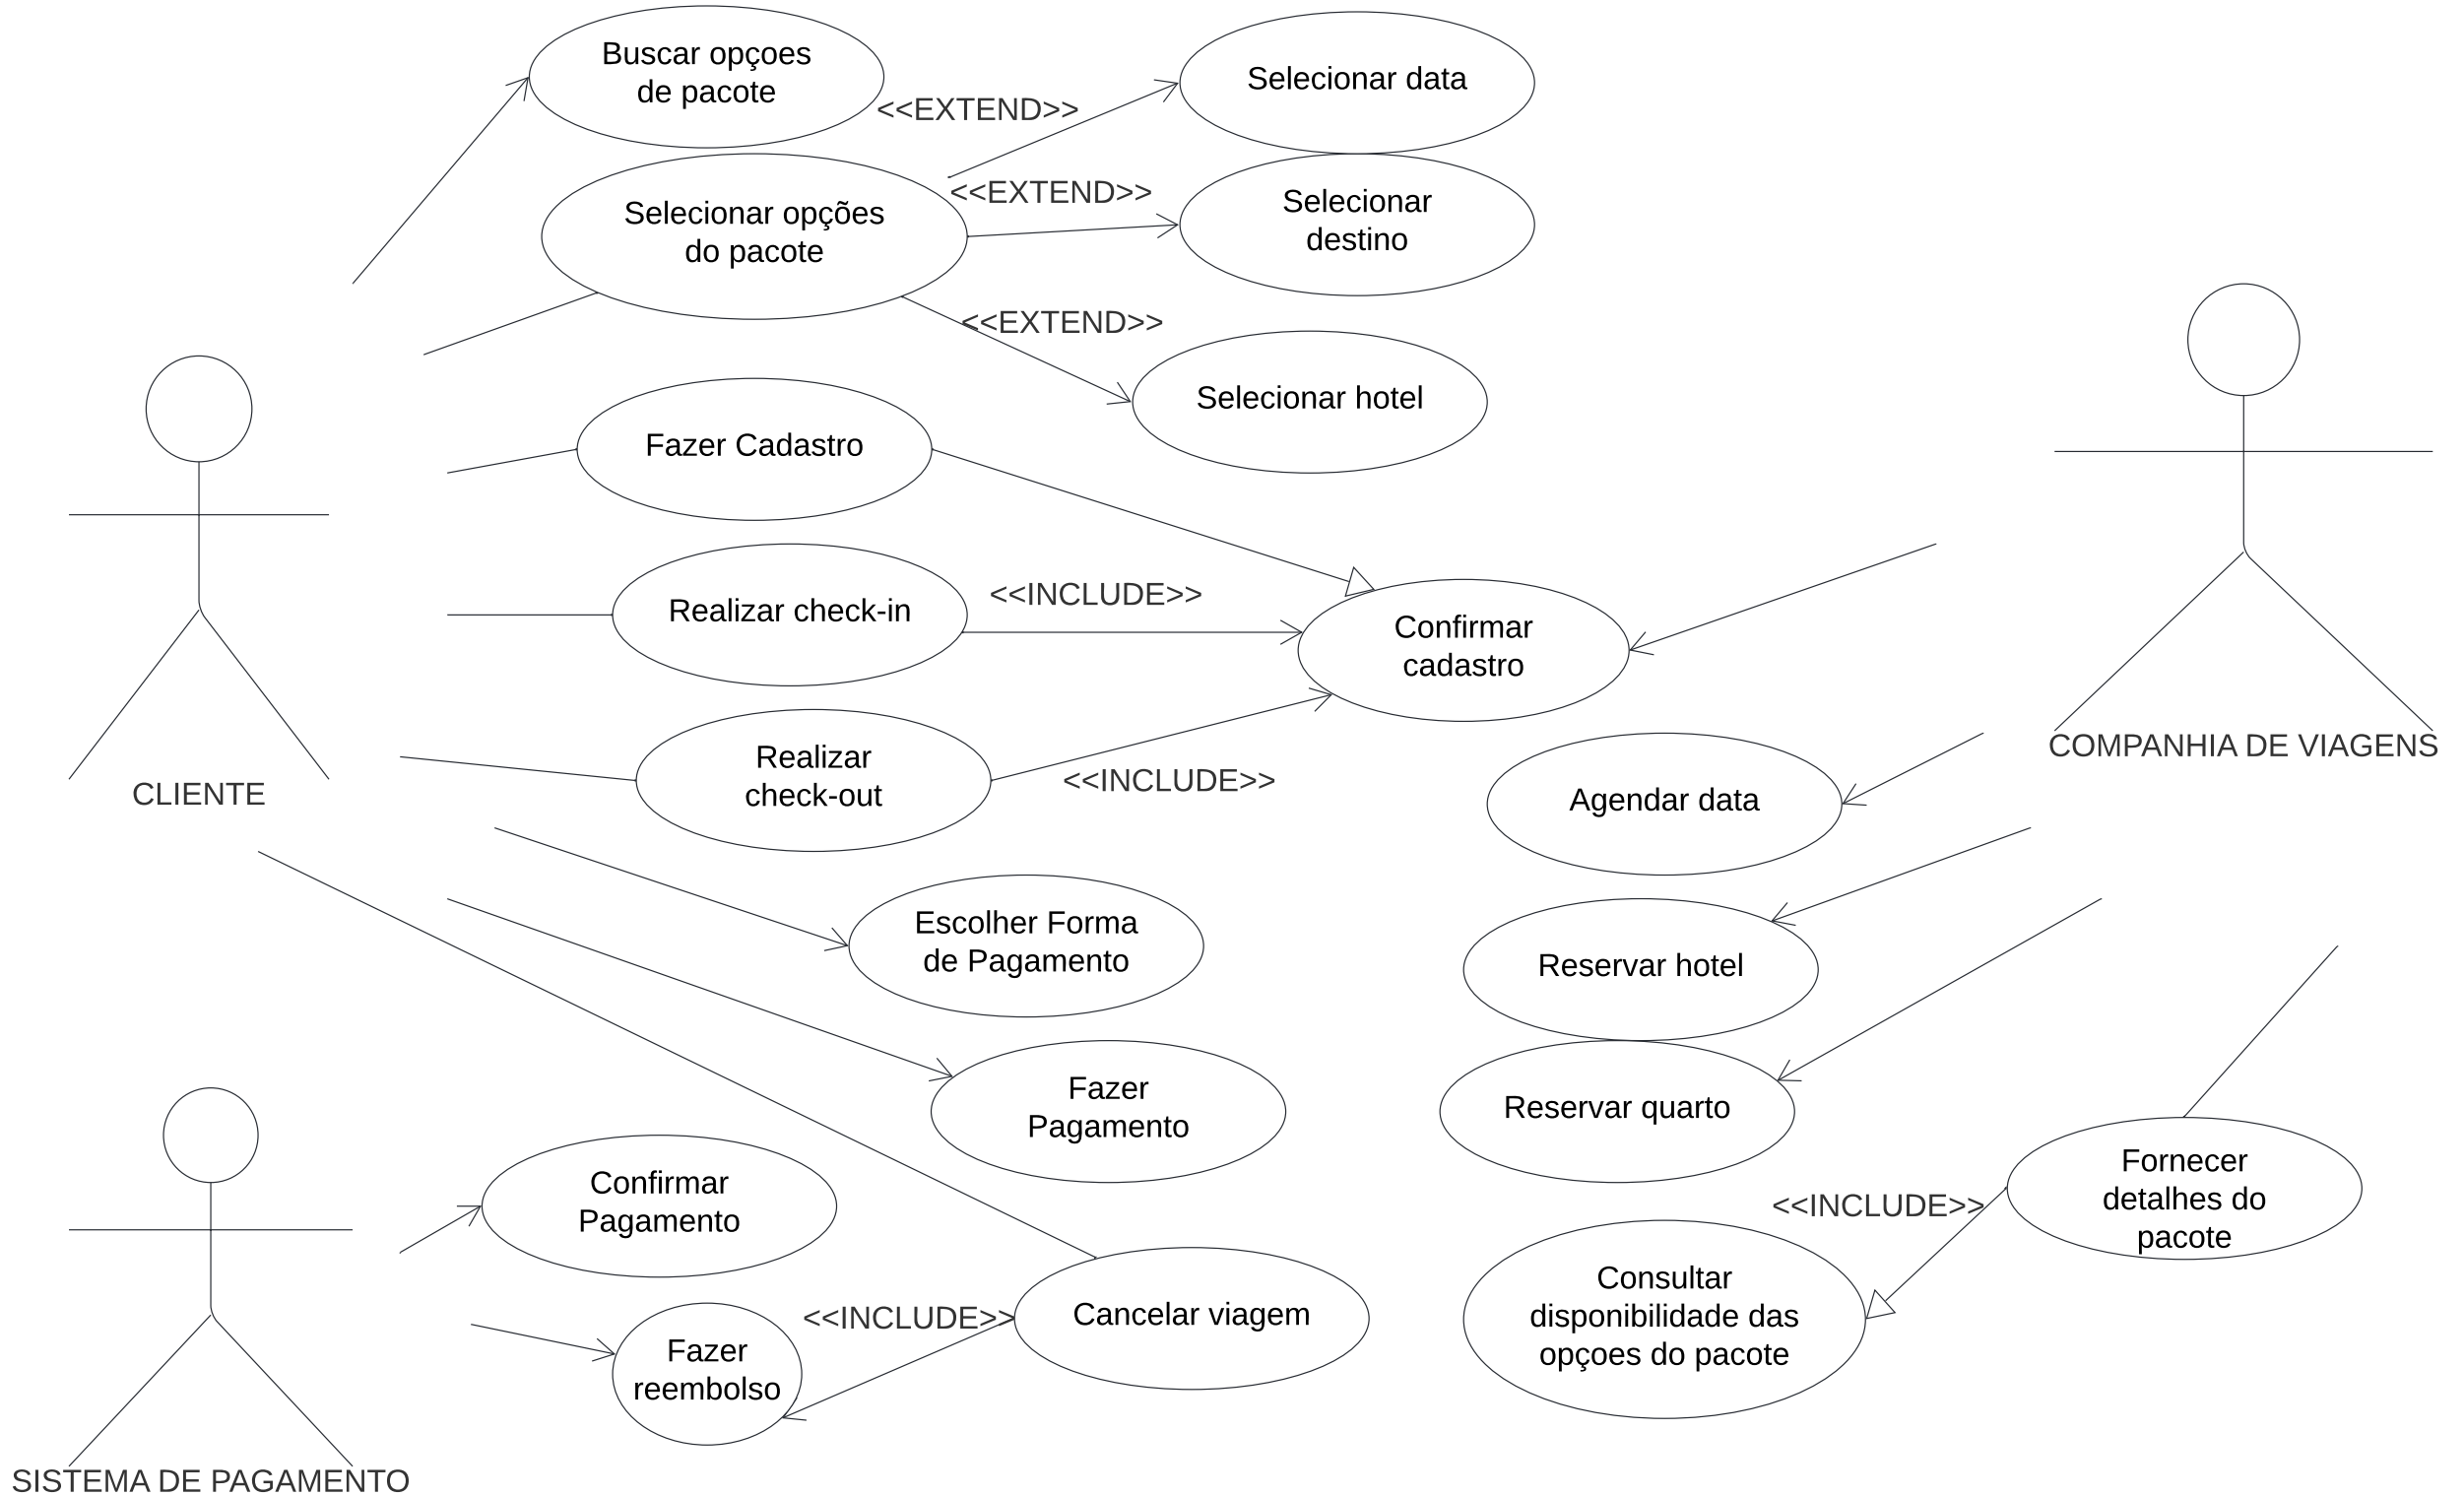 Buscar opçoes
de pacote
<<EXTEND>>
Selecionar data
Selecionar opções
do pacote
<<EXTEND>>
Selecionar
destino
<<EXTEND>>
Selecionar hotel
Fazer Cadastro
Realizar check-in
<<INCLUDE>>
Confirmar
cadastro
Realizar
check-out
<<INCLUDE>>
CLIENTE
COMPANHIA DE VIAGENS
Agendar data
Escolher Forma
de Pagamento
Reservar hotel
Fazer
Pagamento
Reservar quarto
Confirmar
Pagamento
Fornecer
detalhes do
pacote
<<INCLUDE>>
Consultar
disponibilidade das
opçoes do pacote
Cancelar viagem
<<INCLUDE>>
Fazer
reembolso
SISTEMA DE PAGAMENTO